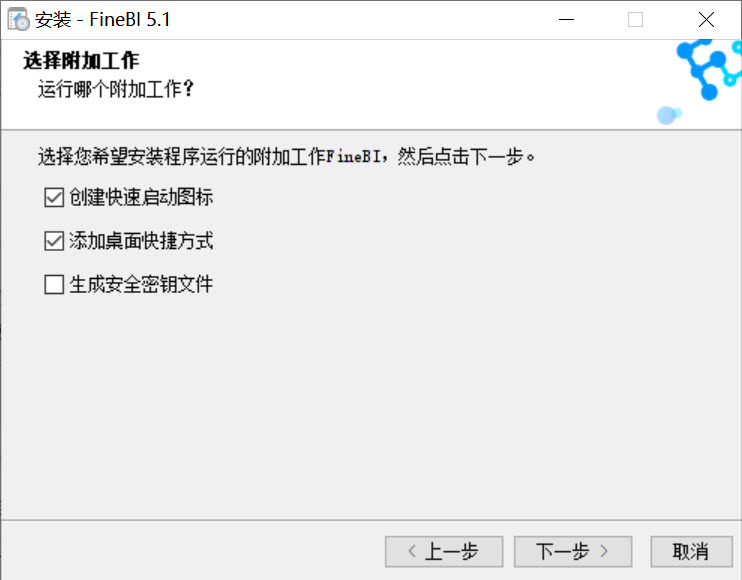 安装 - FineBI 5.1
选择附加工作
运行哪个附加工作？
选择您希望安装程序运行的附加工作FineBI，然后点击下一步。
创建快速启动图标
添加桌面快捷方式
生成安全密钥文件
< 上一步
下一步 >
取消